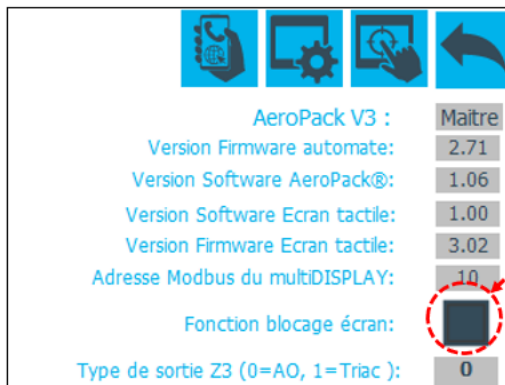 AeroPack V3 : Maitre
Version Firmware automate: 2.71
Version Software AeroPack®: 1.06
Version Software Ecran tactile: 1.00
Version Firmware Ecran tactile: 3.02
Adresse Modbus du multiDISPLAY: 10
Fonction blocage écran:
Type de sortie Z3 (0=AO, 1=Triac ): 0